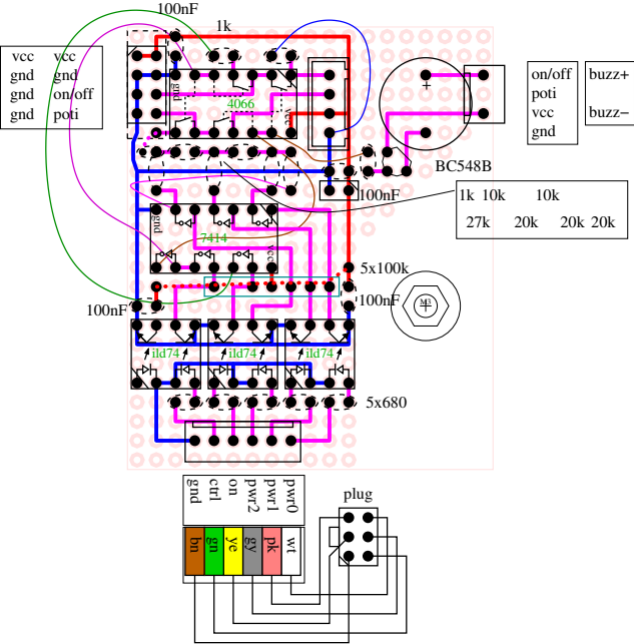 100nF
1k
vcc vcc
gnd gnd
gnd on/off
gnd poti
gnd
4066
vcc
on/off
poti
vcc
gnd
buzz+
buzz−
+
BC548B
100nF
1k 10k 10k
27k 20k 20k 20k
gnd
7414
vcc
5x100k
100nF
100nF
M3
ild74 ild74 ild74
5x680
gnd ctrl on pwr2 pwr1 pwr0
plug
bn gn ye gy pk wt